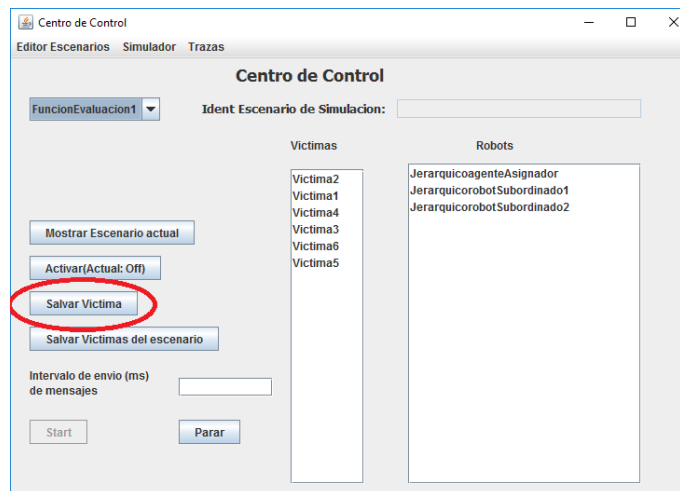 Centro de Control
Editor Escenarios Simulador Trazas
Centro de Control
FuncionEvaluacion1
Ident Escenario de Simulacion:
Victimas
Robots
Victima2
Victima1
Victima4
Victima3
Victima6
Victima5
JerarquicoagenteAsignador
JerarquicorobotSubordinado1
JerarquicorobotSubordinado2
Mostrar Escenario actual
Activar(Actual: Off)
Salvar Victima
Salvar Victimas del escenario
Intervalo de envio (ms)
de mensajes
Start
Parar